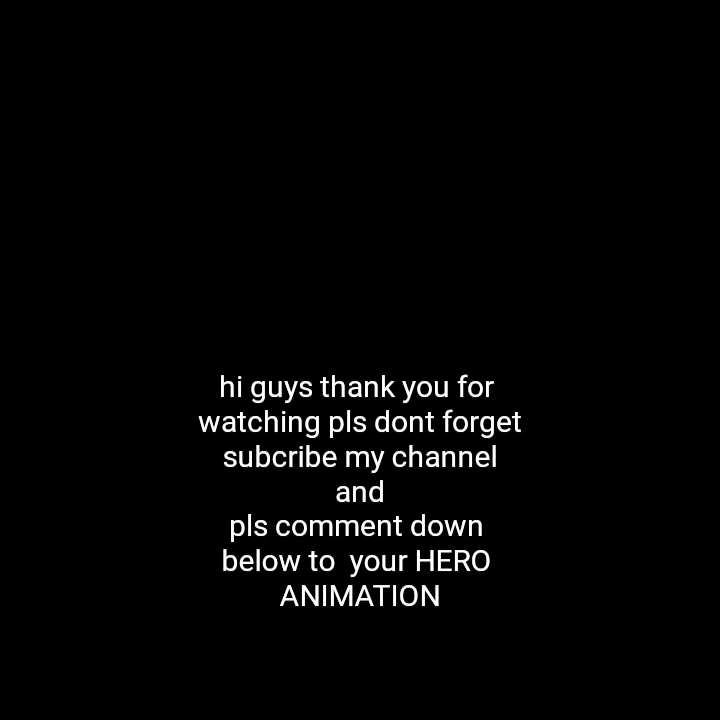 hi guys thank you for
watching pls dont forget
subcribe my channel
and
pls comment down
below to  your HERO
ANIMATION